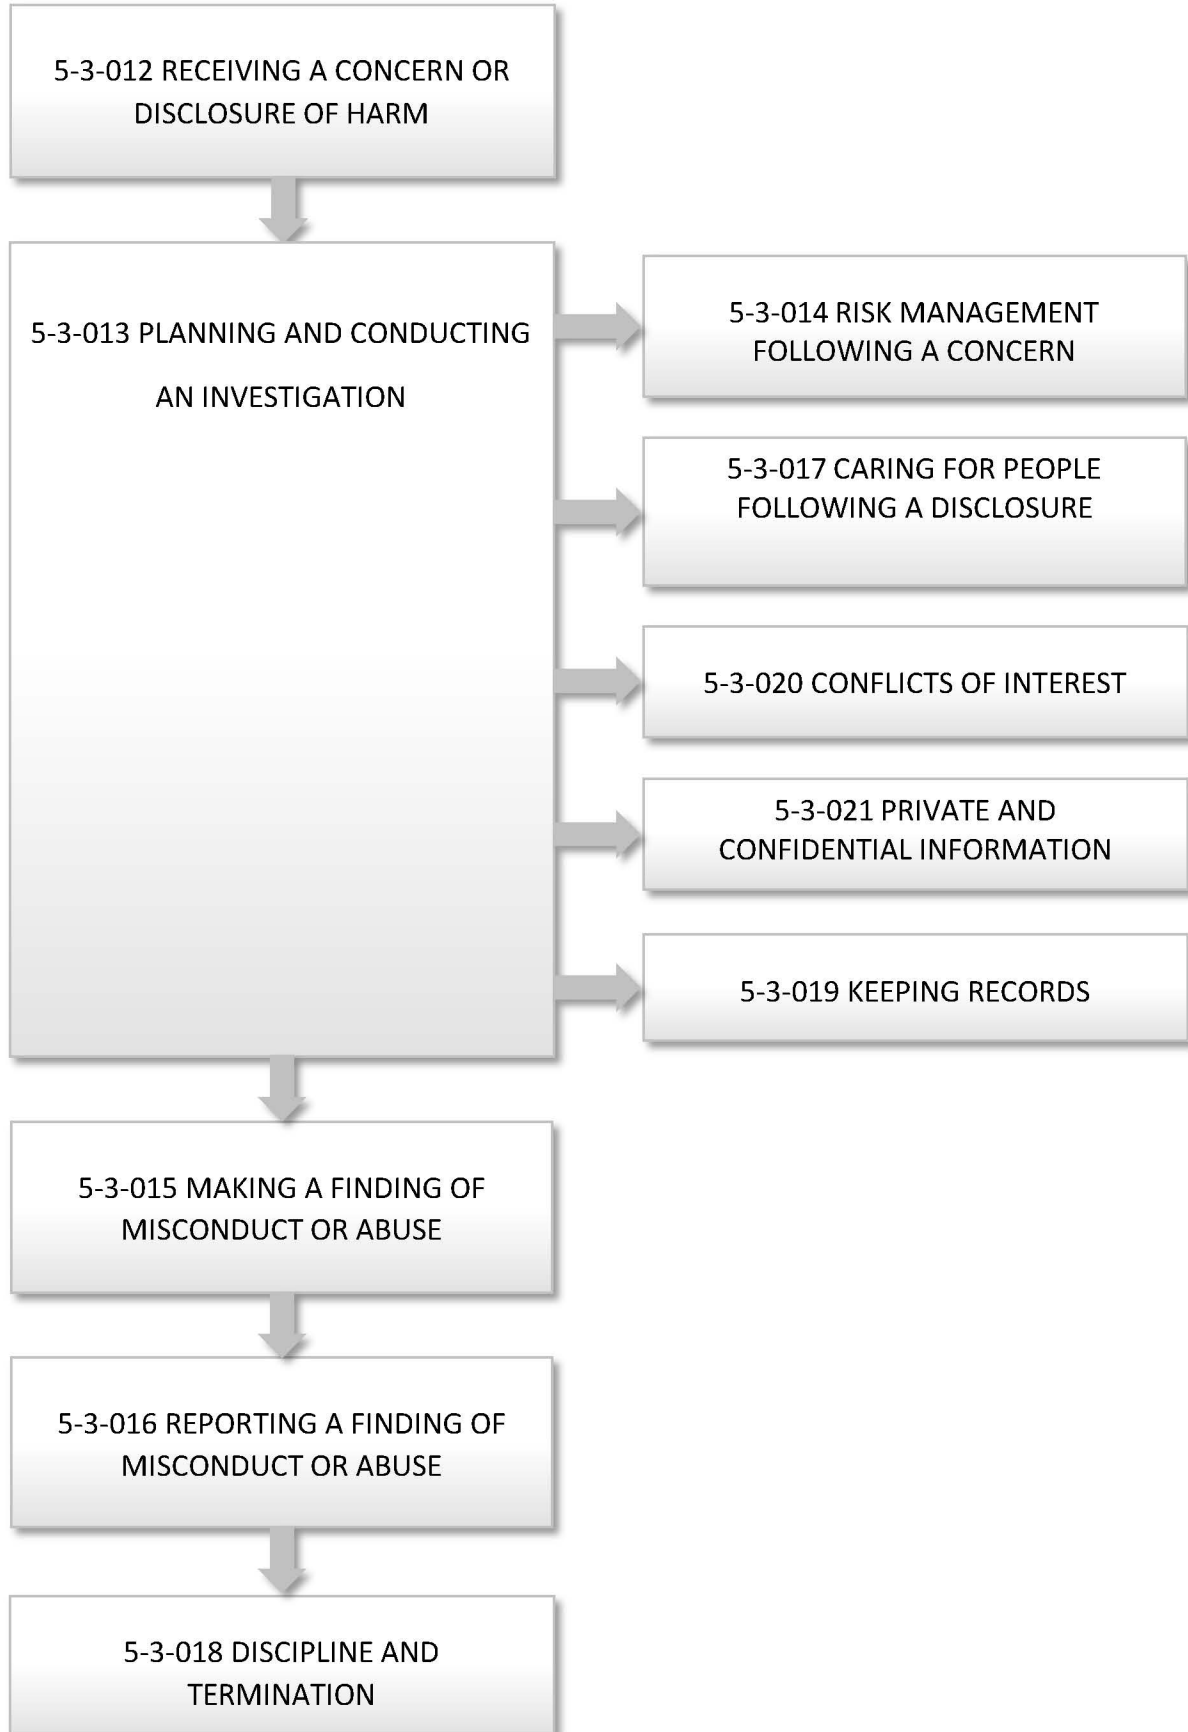 5-3-012 RECEIVING A CONCERN OR
DISCLOSURE OF HARM
5-3-013 PLANNING AND CONDUCTING
AN INVESTIGATION
5-3-014 RISK MANAGEMENT
FOLLOWING A CONCERN
5-3-017 CARING FOR PEOPLE
FOLLOWING A DISCLOSURE
5-3-020 CONFLICTS OF INTEREST
5-3-021 PRIVATE AND
CONFIDENTIAL INFORMATION
5-3-019 KEEPING RECORDS
5-3-015 MAKING A FINDING OF
MISCONDUCT OR ABUSE
5-3-016 REPORTING A FINDING OF
MISCONDUCT OR ABUSE
5-3-018 DISCIPLINE AND
TERMINATION